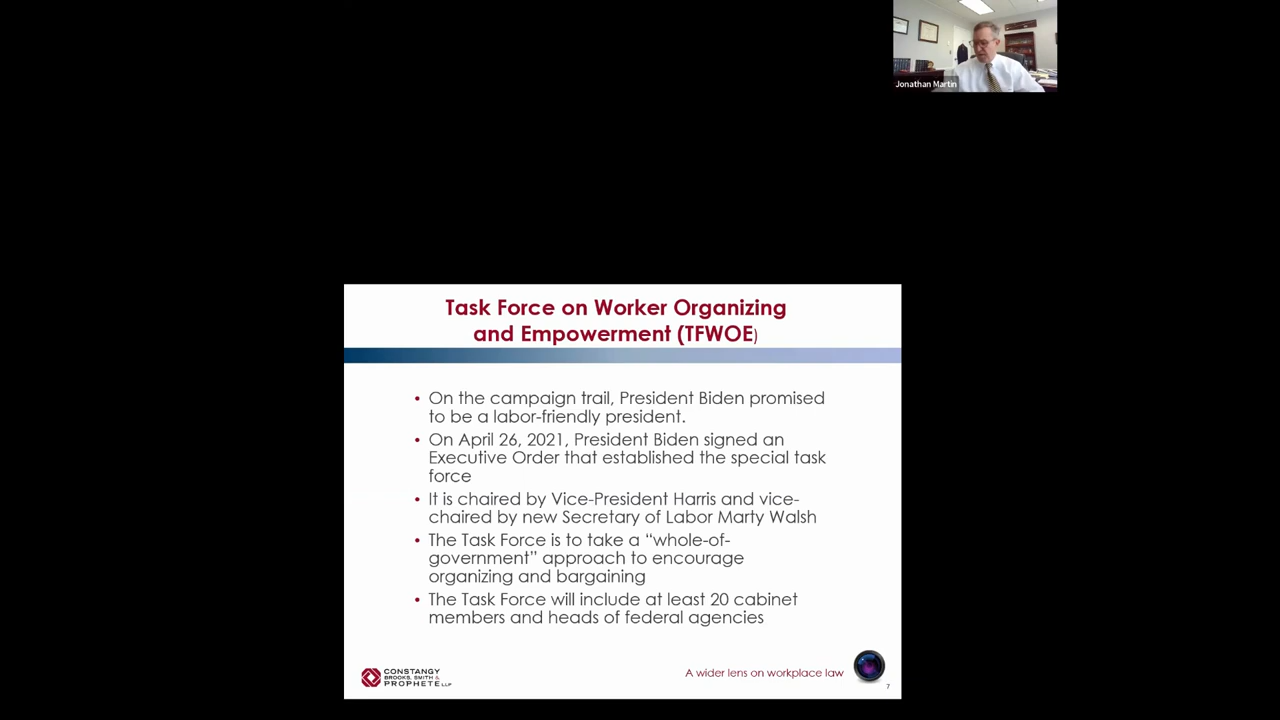 Jonathan Martin
Task Force on Worker Organizing
and Empowerment (TFWOE)
• On the campaign trail, President Biden promised
to be a labor-friendly president.
• On April 26, 2021, President Biden signed an
Executive Order that established the special task
force
• It is chaired by Vice-President Harris and vice-
chaired by new Secretary of Labor Marty Walsh
• The Task Force is to take a “whole-of-
government” approach to encourage
organizing and bargaining
• The Task Force will include at least 20 cabinet
members and heads of federal agencies
CONSTANGY
BROOKS, SMITH &
PROPHETE LLP
A wider lens on workplace law
7